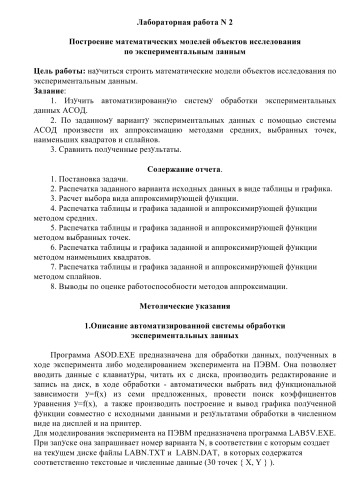 Лабораторная работа N 2
Построение математических моделей объектов исследования
по экспериментальным данным
Цель работы: научиться строить математические модели объектов исследования по
экспериментальным данным.
Задание:
1. Изучить автоматизированную систему обработки экспериментальных
данных АСОД.
2. По заданному варианту экспериментальных данных с помощью системы
АСОД произвести их аппроксимацию методами средних, выбранных точек,
наименьших квадратов и сплайнов.
3. Сравнить полученные результаты.
Содержание отчета.
1. Постановка задачи.
2. Распечатка заданного варианта исходных данных в виде таблицы и графика.
3. Расчет выбора вида аппроксимирующей функции.
4. Распечатка таблицы и графика заданной и аппроксимирующей функции
методом средних.
5. Распечатка таблицы и графика заданной и аппроксимирующей функции
методом выбранных точек.
6. Распечатка таблицы и графика заданной и аппроксимирующей функции
методом наименьших квадратов.
7. Распечатка таблицы и графика заданной и аппроксимирующей функции
методом сплайнов.
8. Выводы по оценке работоспособности методов аппроксимации.
Методические указания
1.Описание автоматизированной системы обработки
экспериментальных данных
Программа ASOD.EXE предназначена для обработки данных, полученных в
ходе эксперимента либо моделированием эксперимента на ПЭВМ. Она позволяет
вводить данные с клавиатуры, читать их с диска, производить редактирование и
запись на диск, в ходе обработки - автоматически выбрать вид функциональной
зависимости y=f(x) из семи предложенных, провести поиск коэффициентов
уравнения y=f(x), а также производить построение и вывод графика полученной
функции совместно с исходными данными и результатами обработки в численном
виде на дисплей и на принтер.
Для моделирования эксперимента на ПЭВМ предназначена программа LAB5V.EXE.
При запуске она запрашивает номер варианта N, в соответствии с которым создает
на текущем диске файлы LABN.TXT и LABN.DAT, в которых содержатся
соответственно текстовые и численные данные (30 точек { X, Y } ).